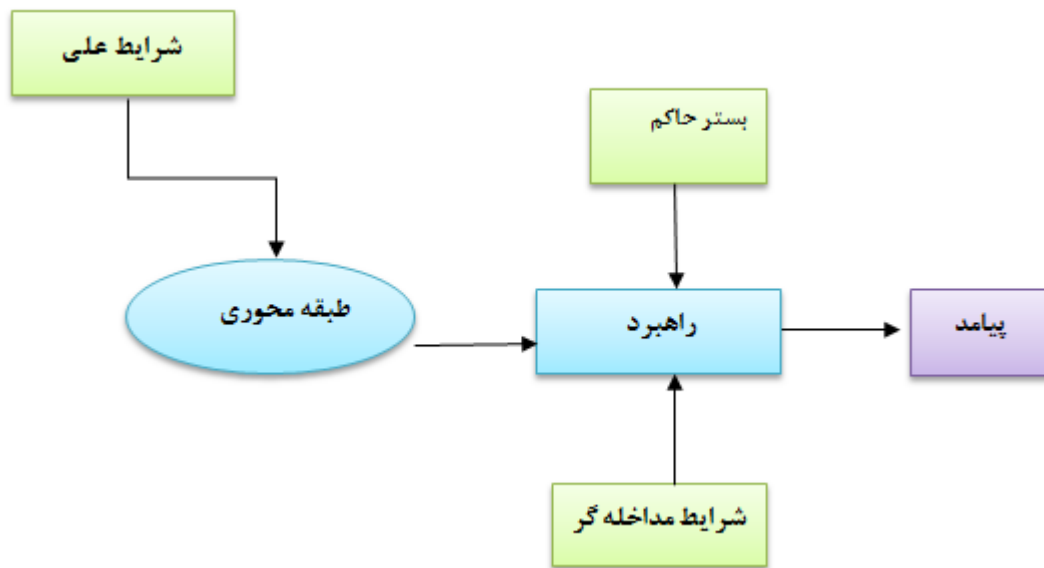 شرایط علی
بستر حاکم
طبقه محوری
راهبرد
پیامد
شرایط مداخله گر